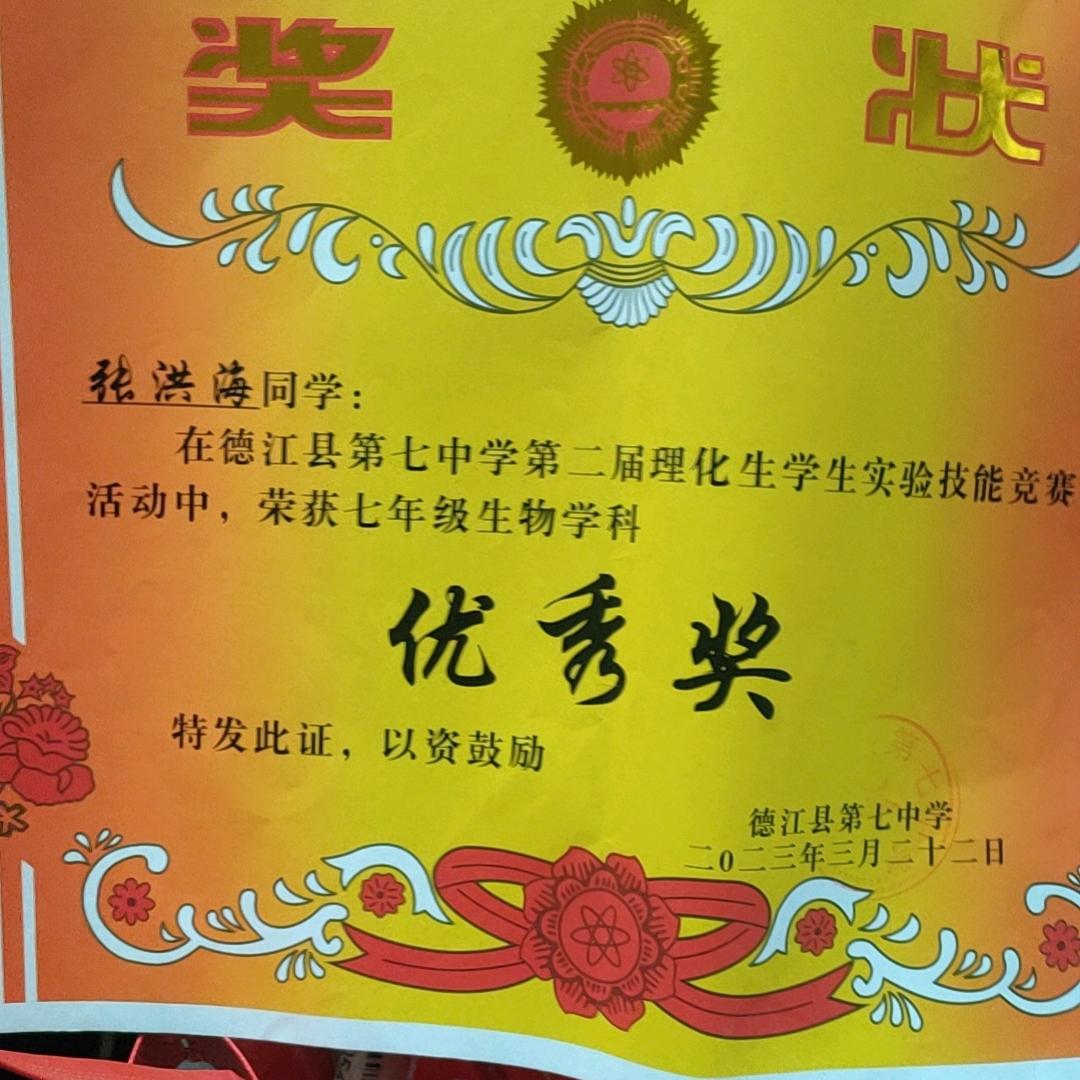 奖 状
张洪海同学：
在德江县第七中学第二届理化生学生实验技能竞赛
活动中，荣获七年级生物学科
优秀奖
特发此证，以资鼓励
德江县第七中学
二0二三年三月二十二日
第七